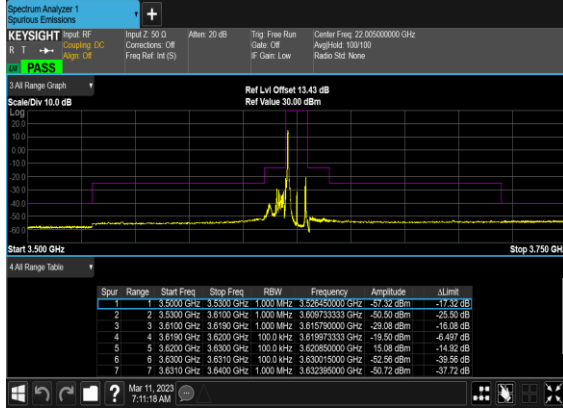 Spectrum Analyzer 1
Spurious Emissions
+
KEYSIGHT Input: RF Input Z: 50 Ω Atten: 20 dB Trig: Free Run Center Freq: 22.005000000 GHz
R T Coupling: DC Corrections: Off Gate: Off Avg|Hold: 100/100
Align: Off Freq Ref: Int (S) IF Gain: Low Radio Std: None
PASS
3 All Range Graph
Ref Lvl Offset 13.43 dB
Scale/Div 10.0 dB Ref Value 30.00 dBm
Log
20.0
10.0
0.00
-10.0
-20.0
-30.0
-40.0
-50.0
-60.0
Start 3.500 GHz Stop 3.750 GHz
4 All Range Table
Spur Range Start Freq Stop Freq RBW Frequency Amplitude ΔLimit
1 1 3.5000 GHz 3.5300 GHz 1.000 MHz 3.526450000 GHz -57.32 dBm -17.32 dB
2 2 3.5300 GHz 3.6100 GHz 1.000 MHz 3.609733333 GHz -50.50 dBm -25.50 dB
3 3 3.6100 GHz 3.6190 GHz 1.000 MHz 3.615790000 GHz -29.08 dBm -16.08 dB
4 4 3.6190 GHz 3.6200 GHz 100.0 kHz 3.619973333 GHz -19.50 dBm -6.497 dB
5 5 3.6200 GHz 3.6300 GHz 100.0 kHz 3.620850000 GHz 15.08 dBm -14.92 dB
6 6 3.6300 GHz 3.6310 GHz 100.0 kHz 3.630015000 GHz -52.56 dBm -39.56 dB
7 7 3.6310 GHz 3.6400 GHz 1.000 MHz 3.632395000 GHz -50.72 dBm -37.72 dB
? Mar 11, 2023
7:11:18 AM